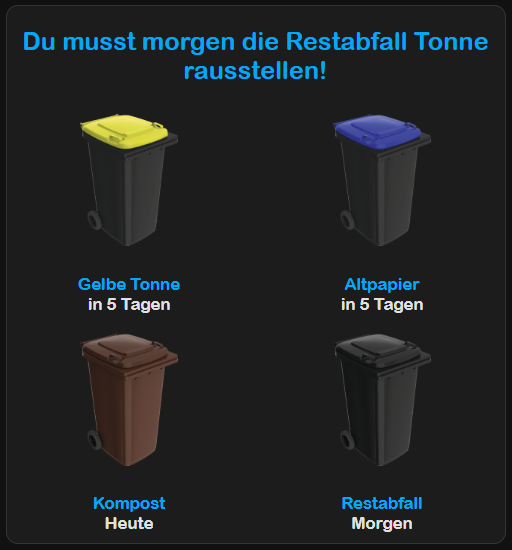 Du musst morgen die Restabfall Tonne
rausstellen!
Gelbe Tonne
in 5 Tagen
Altpapier
in 5 Tagen
Kompost
Heute
Restabfall
Morgen